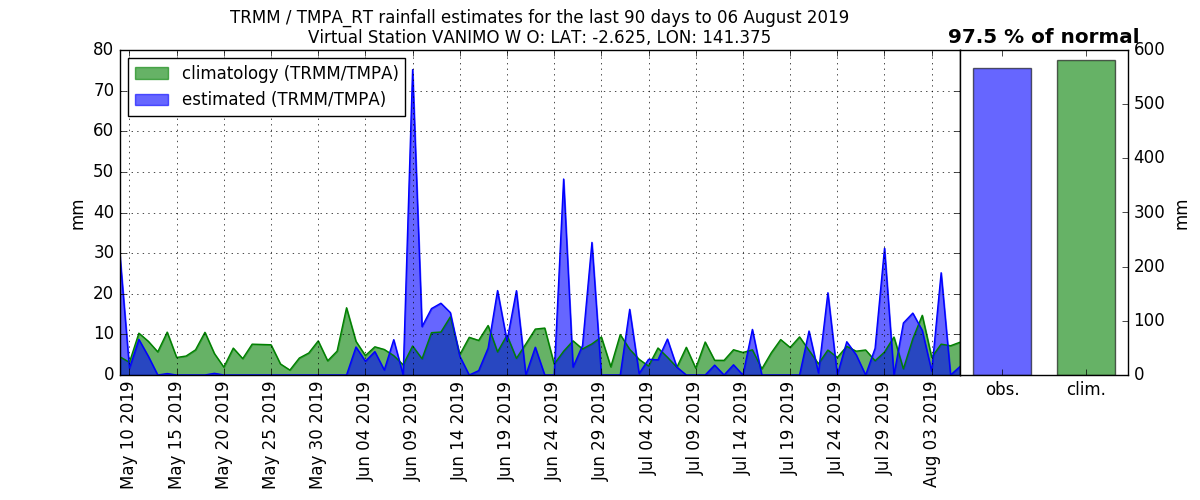 TRMM / TMPA_RT rainfall estimates for the last 90 days to 06 August 2019
Virtual Station VANIMO W O: LAT: -2.625, LON: 141.375
97.5 % of normal
climatology (TRMM/TMPA)
estimated (TRMM/TMPA)
80
70
60
50
40
30
20
10
0
mm
May 10 2019
May 15 2019
May 20 2019
May 25 2019
May 30 2019
Jun 04 2019
Jun 09 2019
Jun 14 2019
Jun 19 2019
Jun 24 2019
Jun 29 2019
Jul 04 2019
Jul 09 2019
Jul 14 2019
Jul 19 2019
Jul 24 2019
Jul 29 2019
Aug 03 2019
obs.
clim.
600
500
400
300
200
100
0
mm